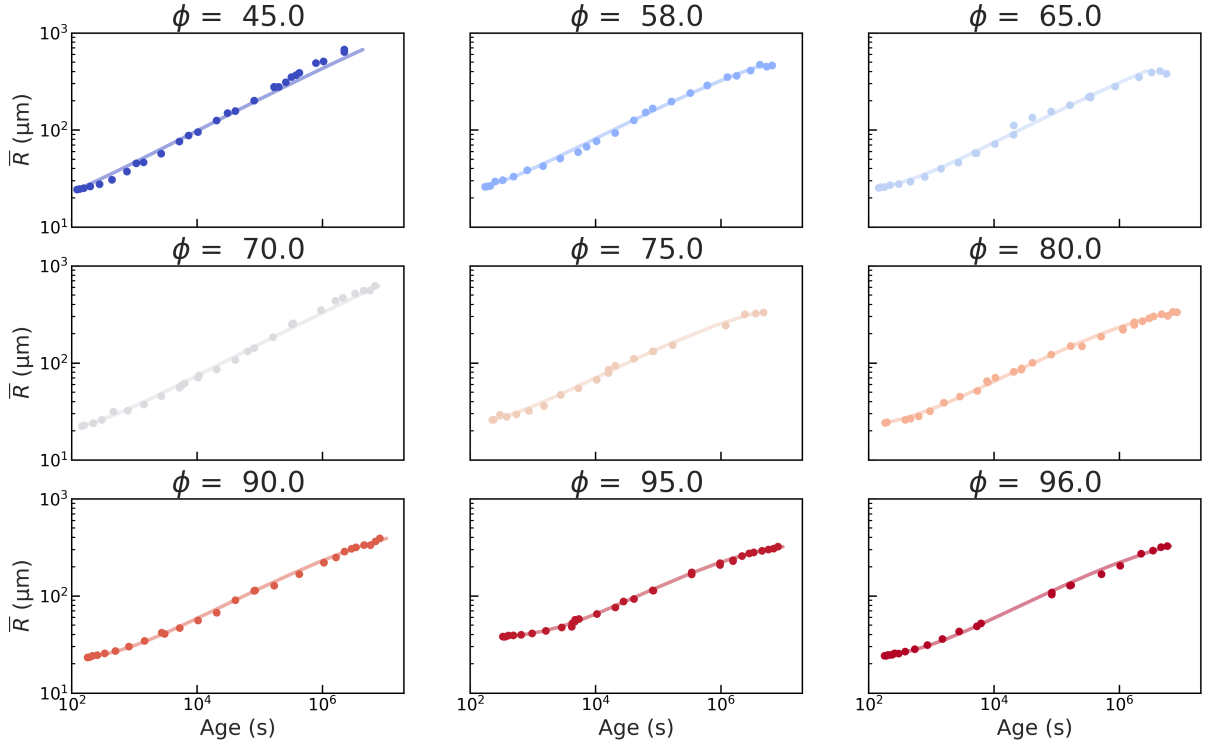 ϕ = 45.0
ϕ = 58.0
ϕ = 65.0
10³
10²
10¹
R̅ (μm)
ϕ = 70.0
ϕ = 75.0
ϕ = 80.0
10³
10²
10¹
R̅ (μm)
ϕ = 90.0
ϕ = 95.0
ϕ = 96.0
10³
10²
10¹
R̅ (μm)
10² 10⁴ 10⁶
10² 10⁴ 10⁶
10² 10⁴ 10⁶
Age (s)
Age (s)
Age (s)